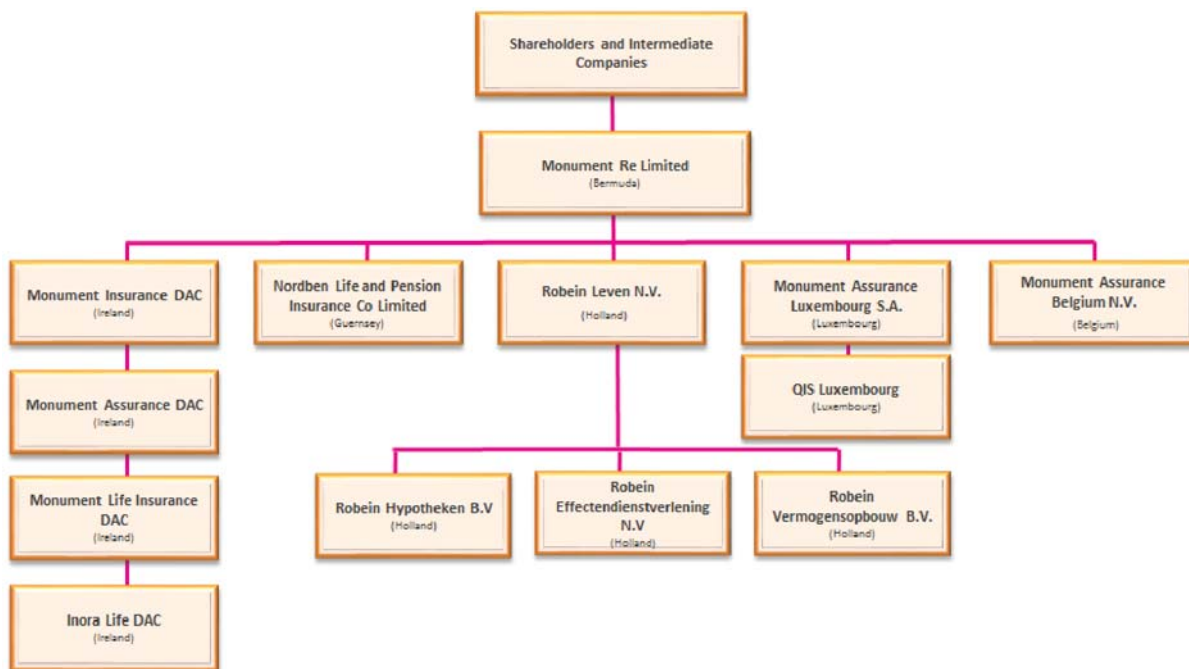 Shareholders and Intermediate
Companies
Monument Re Limited
(Bermuda)
Monument Insurance DAC
(Ireland)
Nordben Life and Pension
Insurance Co Limited
(Guernsey)
Robein Leven N.V.
(Holland)
Monument Assurance
Luxembourg S.A.
(Luxembourg)
Monument Assurance
Belgium N.V.
(Belgium)
Monument Assurance DAC
(Ireland)
QIS Luxembourg
(Luxembourg)
Monument Life Insurance
DAC
(Ireland)
Robein Hypotheken B.V
(Holland)
Robein
Effectendienstverlening
N.V
(Holland)
Robein
Vermogensopbouw B.V.
(Holland)
Inora Life DAC
(Ireland)